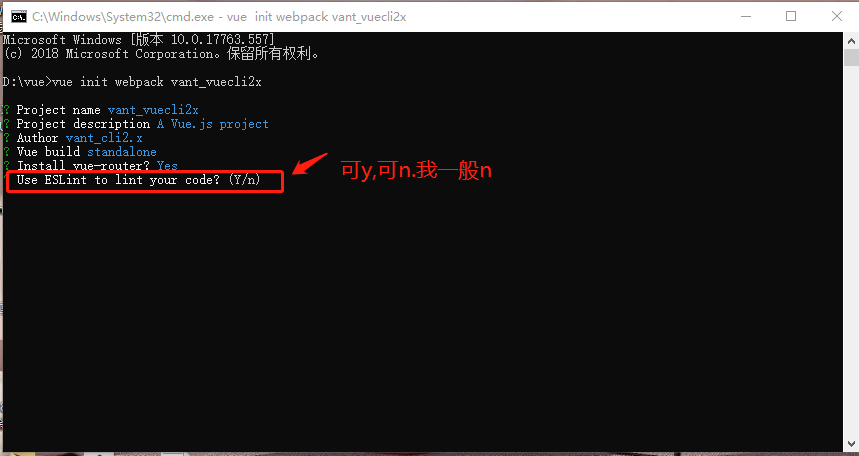 C:\Windows\System32\cmd.exe - vue  init webpack vant_vuecli2x
Microsoft Windows [版本 10.0.17763.557]
(c) 2018 Microsoft Corporation。保留所有权利。
D:\vue>vue init webpack vant_vuecli2x
? Project name vant_vuecli2x
? Project description A Vue.js project
? Author vant_cli2.x
? Vue build standalone
? Install vue-router? Yes
? Use ESLint to lint your code? (Y/n)
可y,可n.我一般n